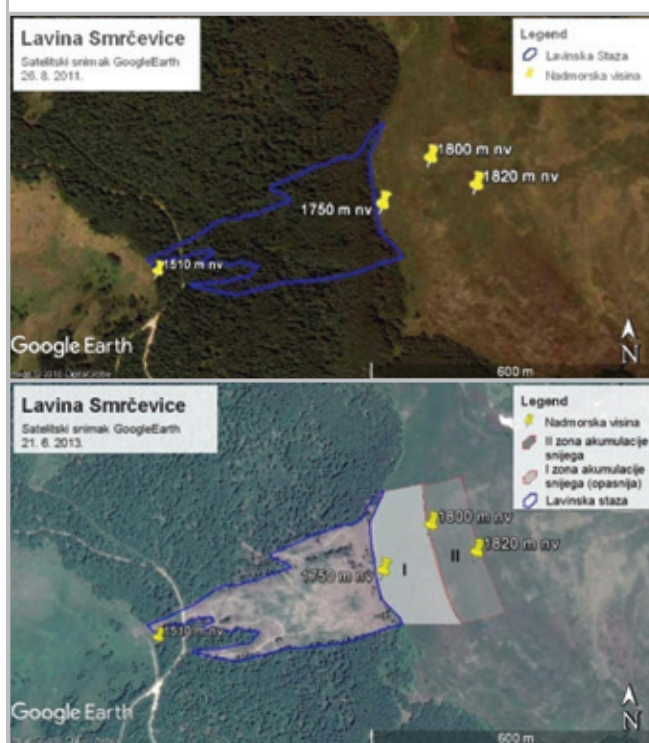 Lavina Smrčevice
Satelitski snimak GoogleEarth
26. 8. 2011.
Legend
Lavinska Staza
Nadmorska visina
1800 m nv
1820 m nv
1750 m nv
1510 m nv
Google Earth
600 m
N
Lavina Smrčevice
Satelitski snimak GoogleEarth
21. 6. 2013.
Legend
Nadmorska visina
II zona akumulacije
snijega
I zona akumulacije
snijega (opasnija)
Lavinska staza
1800 m nv
1820 m nv
1750 m nv
I
II
1510 m nv
Google Earth
600 m
N